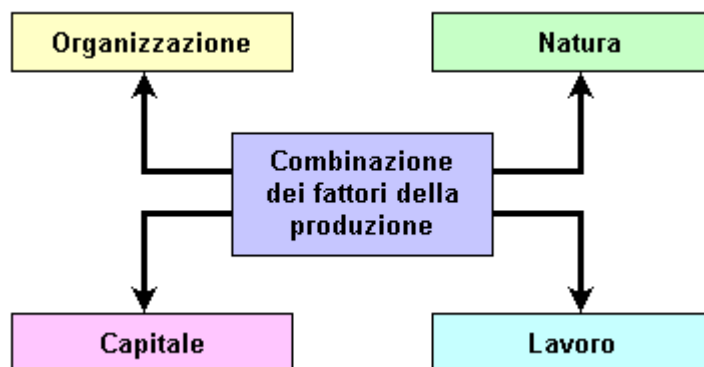 Organizzazione
Natura
Combinazione
dei fattori della
produzione
Capitale
Lavoro